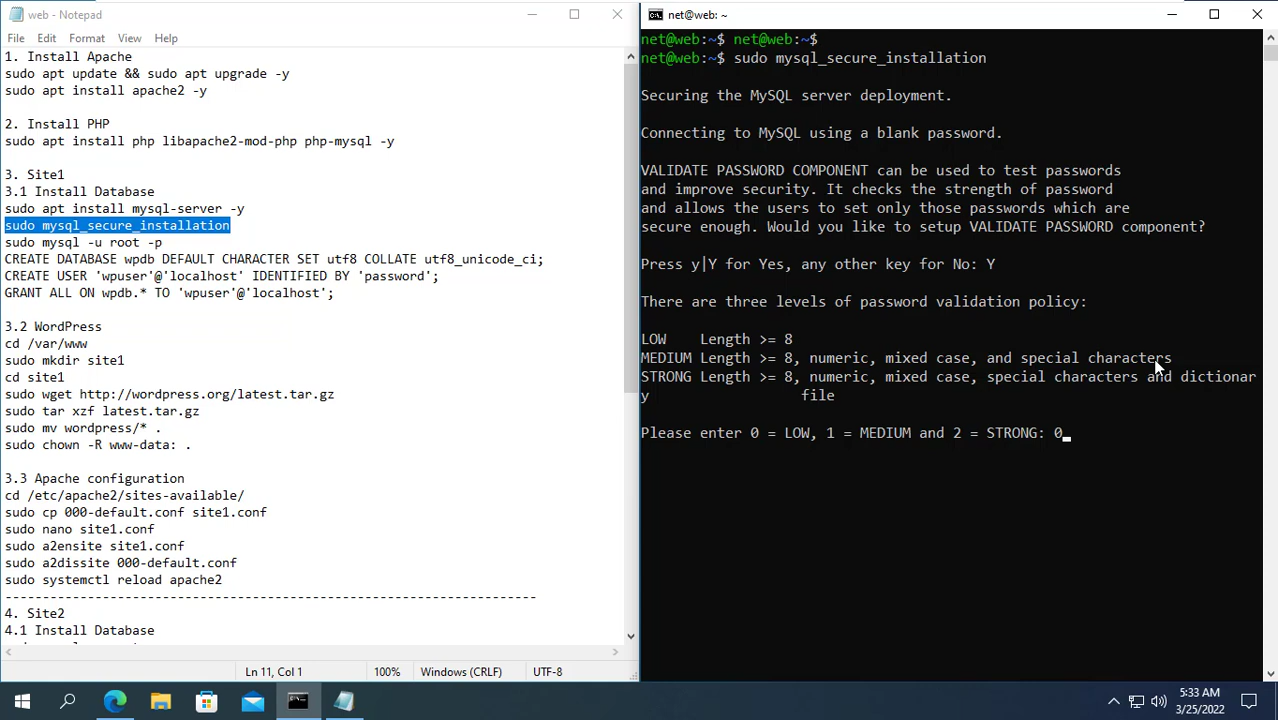 web - Notepad
File Edit Format View Help
1. Install Apache
sudo apt update && sudo apt upgrade -y
sudo apt install apache2 -y
2. Install PHP
sudo apt install php libapache2-mod-php php-mysql -y
3. Site1
3.1 Install Database
sudo apt install mysql-server -y
sudo mysql_secure_installation
sudo mysql -u root -p
CREATE DATABASE wpdb DEFAULT CHARACTER SET utf8 COLLATE utf8_unicode_ci;
CREATE USER 'wpuser'@'localhost' IDENTIFIED BY 'password';
GRANT ALL ON wpdb.* TO 'wpuser'@'localhost';
3.2 WordPress
cd /var/www
sudo mkdir site1
cd site1
sudo wget http://wordpress.org/latest.tar.gz
sudo tar xzf latest.tar.gz
sudo mv wordpress/* .
sudo chown -R www-data: .
3.3 Apache configuration
cd /etc/apache2/sites-available/
sudo cp 000-default.conf site1.conf
sudo nano site1.conf
sudo a2ensite site1.conf
sudo a2dissite 000-default.conf
sudo systemctl reload apache2
-----------------------------------------------------------------------
4. Site2
4.1 Install Database
Ln 11, Col 1 100% Windows (CRLF) UTF-8
net@web: ~
net@web:~$ net@web:~$
net@web:~$ sudo mysql_secure_installation
Securing the MySQL server deployment.
Connecting to MySQL using a blank password.
VALIDATE PASSWORD COMPONENT can be used to test passwords
and improve security. It checks the strength of password
and allows the users to set only those passwords which are
secure enough. Would you like to setup VALIDATE PASSWORD component?
Press y|Y for Yes, any other key for No: Y
There are three levels of password validation policy:
LOW    Length >= 8
MEDIUM Length >= 8, numeric, mixed case, and special characters
STRONG Length >= 8, numeric, mixed case, special characters and dictionar
y                  file
Please enter 0 = LOW, 1 = MEDIUM and 2 = STRONG: 0
5:33 AM
3/25/2022